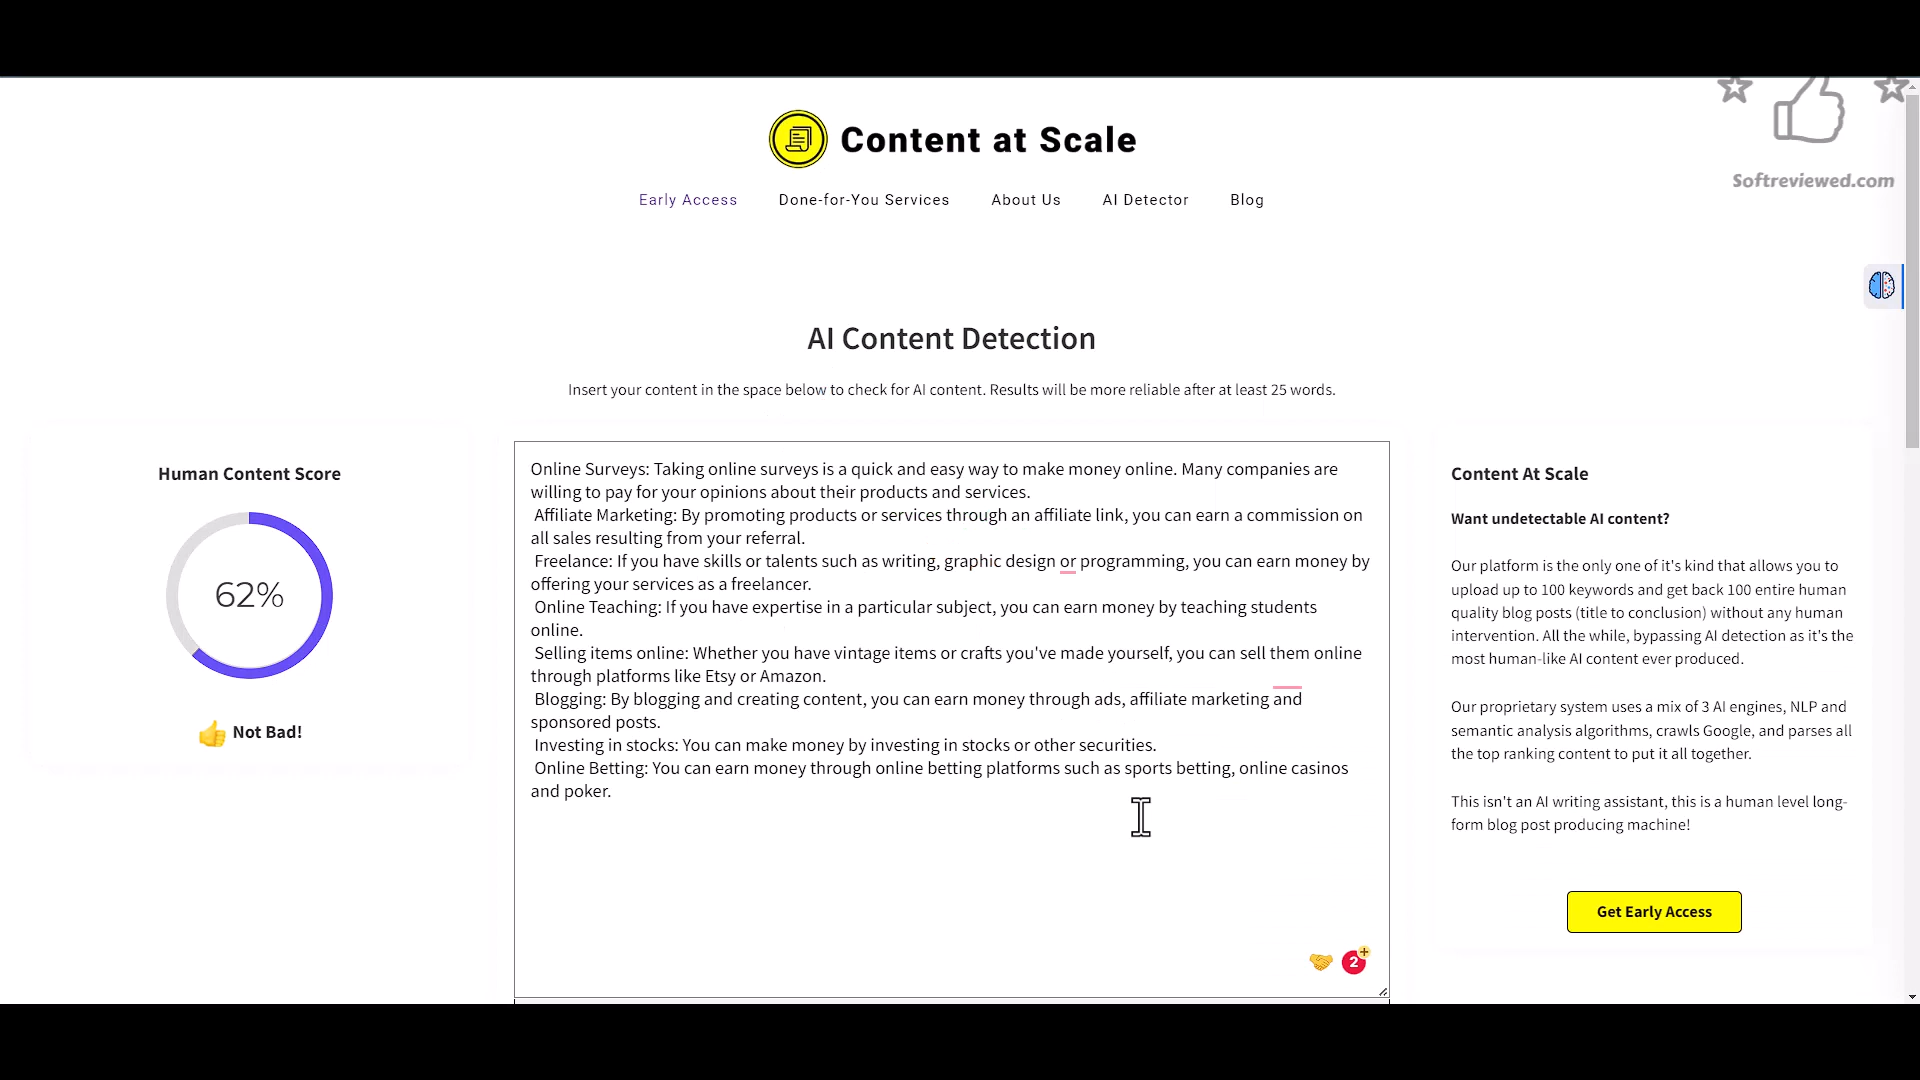 Content at Scale
Softreviewed.com
Early Access Done-for-You Services About Us AI Detector Blog
AI Content Detection
Insert your content in the space below to check for AI content. Results will be more reliable after at least 25 words.
Human Content Score
62%
Not Bad!
Online Surveys: Taking online surveys is a quick and easy way to make money online. Many companies are
willing to pay for your opinions about their products and services.
Affiliate Marketing: By promoting products or services through an affiliate link, you can earn a commission on
all sales resulting from your referral.
Freelance: If you have skills or talents such as writing, graphic design or programming, you can earn money by
offering your services as a freelancer.
Online Teaching: If you have expertise in a particular subject, you can earn money by teaching students
online.
Selling items online: Whether you have vintage items or crafts you've made yourself, you can sell them online
through platforms like Etsy or Amazon.
Blogging: By blogging and creating content, you can earn money through ads, affiliate marketing and
sponsored posts.
Investing in stocks: You can make money by investing in stocks or other securities.
Online Betting: You can earn money through online betting platforms such as sports betting, online casinos
and poker.
2
Content At Scale
Want undetectable AI content?
Our platform is the only one of it's kind that allows you to
upload up to 100 keywords and get back 100 entire human
quality blog posts (title to conclusion) without any human
intervention. All the while, bypassing AI detection as it's the
most human-like AI content ever produced.
Our proprietary system uses a mix of 3 AI engines, NLP and
semantic analysis algorithms, crawls Google, and parses all
the top ranking content to put it all together.
This isn't an AI writing assistant, this is a human level long-
form blog post producing machine!
Get Early Access